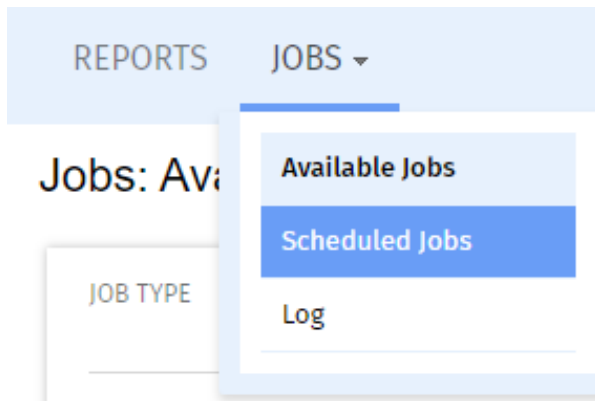 REPORTS JOBS
Jobs: Ava
Available Jobs
Scheduled Jobs
JOB TYPE
Log